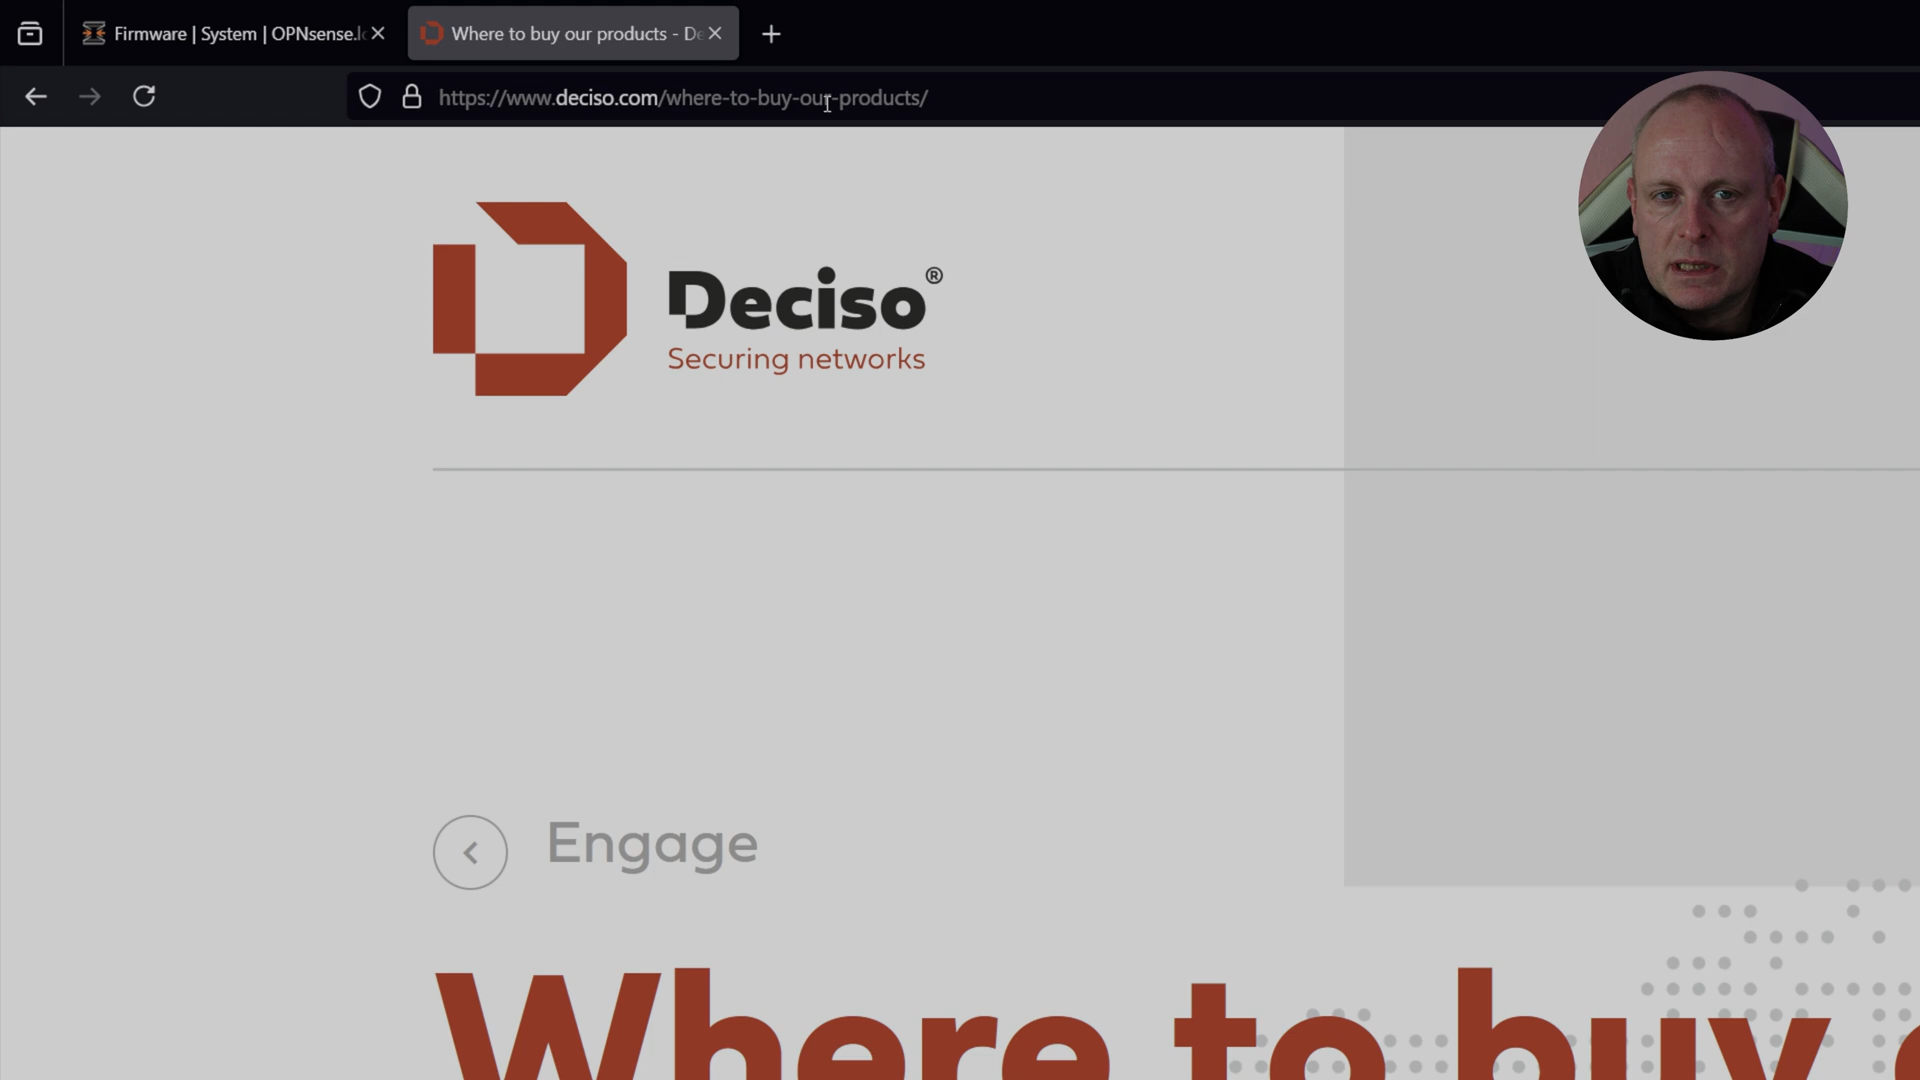 Firmware | System | OPNsense.l
Where to buy our products - De
https://www.deciso.com/where-to-buy-our-products/
Deciso®
Securing networks
Engage
Where to buy